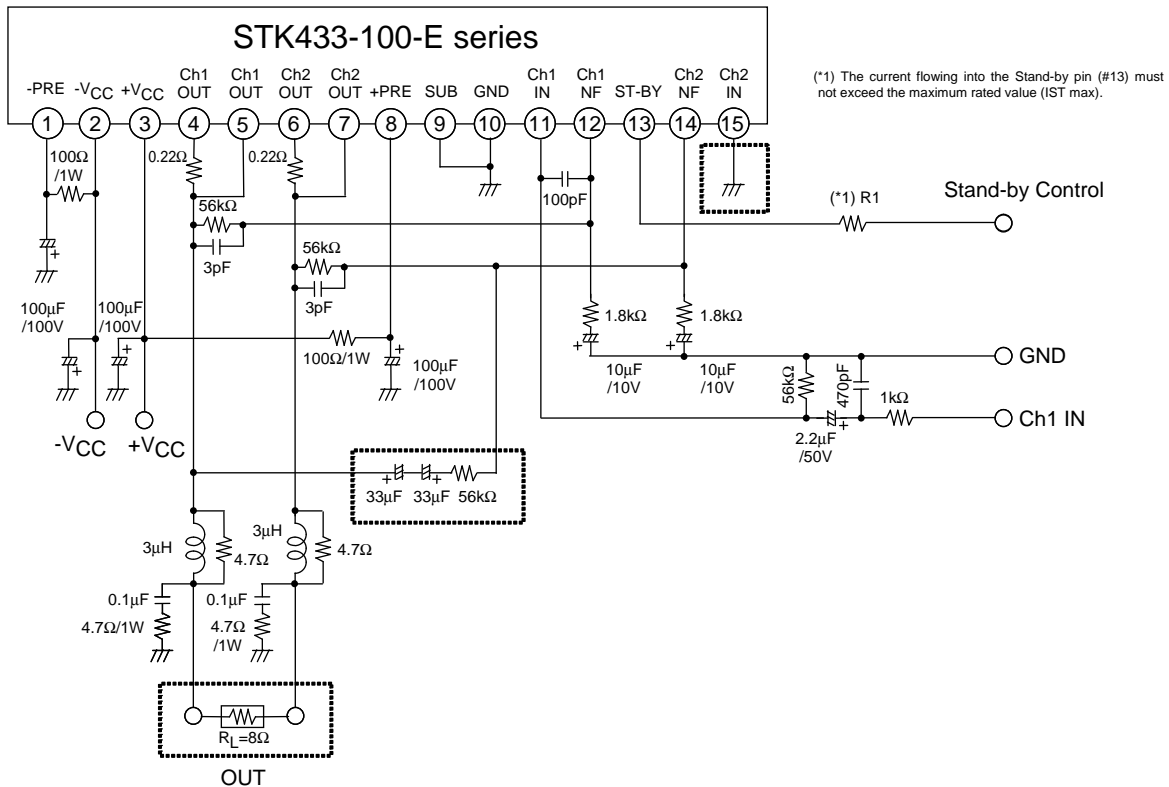 STK433-100-E series
-PRE -VCC +VCC Ch1 OUT Ch1 OUT Ch2 OUT Ch2 OUT +PRE SUB GND Ch1 IN Ch1 NF ST-BY Ch2 NF Ch2 IN
1 2 3 4 5 6 7 8 9 10 11 12 13 14 15
(*1) The current flowing into the Stand-by pin (#13) must
not exceed the maximum rated value (IST max).
100Ω
/1W
0.22Ω
0.22Ω
100pF
(*1) R1
Stand-by Control
56kΩ
3pF
56kΩ
3pF
100µF
/100V
100µF
/100V
100Ω/1W
100µF
/100V
1.8kΩ
1.8kΩ
10µF
/10V
10µF
/10V
GND
56kΩ
470pF
1kΩ
Ch1 IN
2.2µF
/50V
-VCC
+VCC
33µF 33µF 56kΩ
3µH
4.7Ω
3µH
4.7Ω
0.1µF
4.7Ω/1W
0.1µF
4.7Ω
/1W
RL=8Ω
OUT